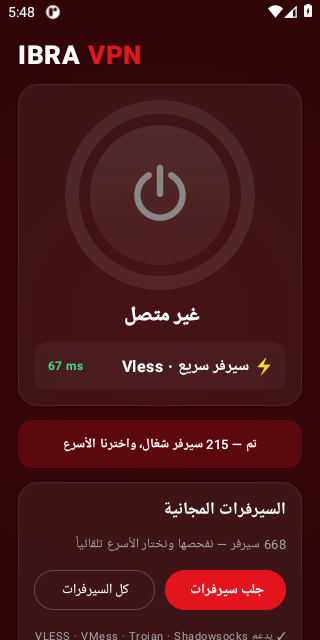 5:48
IBRA VPN
غير متصل
⚡ سيرفر سريع · Vless 67 ms
تم — 215 سيرفر شغال، واخترنا الأسرع
السيرفرات المجانية
668 سيرفر — نفحصها ونختار الأسرع تلقائياً
جلب سيرفرات
كل السيرفرات
✓ يدعم VLESS · VMess · Trojan · Shadowsocks